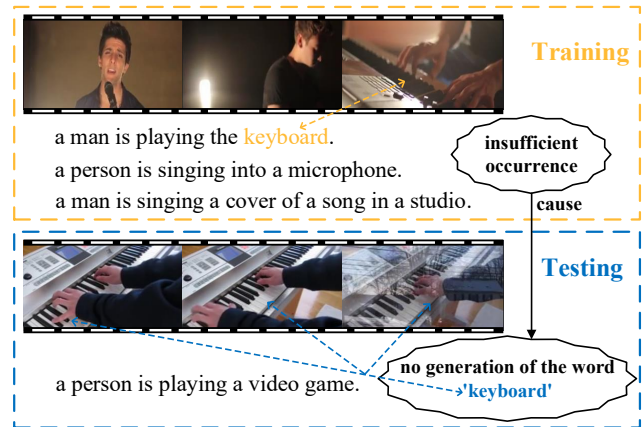 Training
a man is playing the keyboard.
a person is singing into a microphone.
a man is singing a cover of a song in a studio.
insufficient
occurrence
cause
Testing
a person is playing a video game.
no generation of the word
'keyboard'